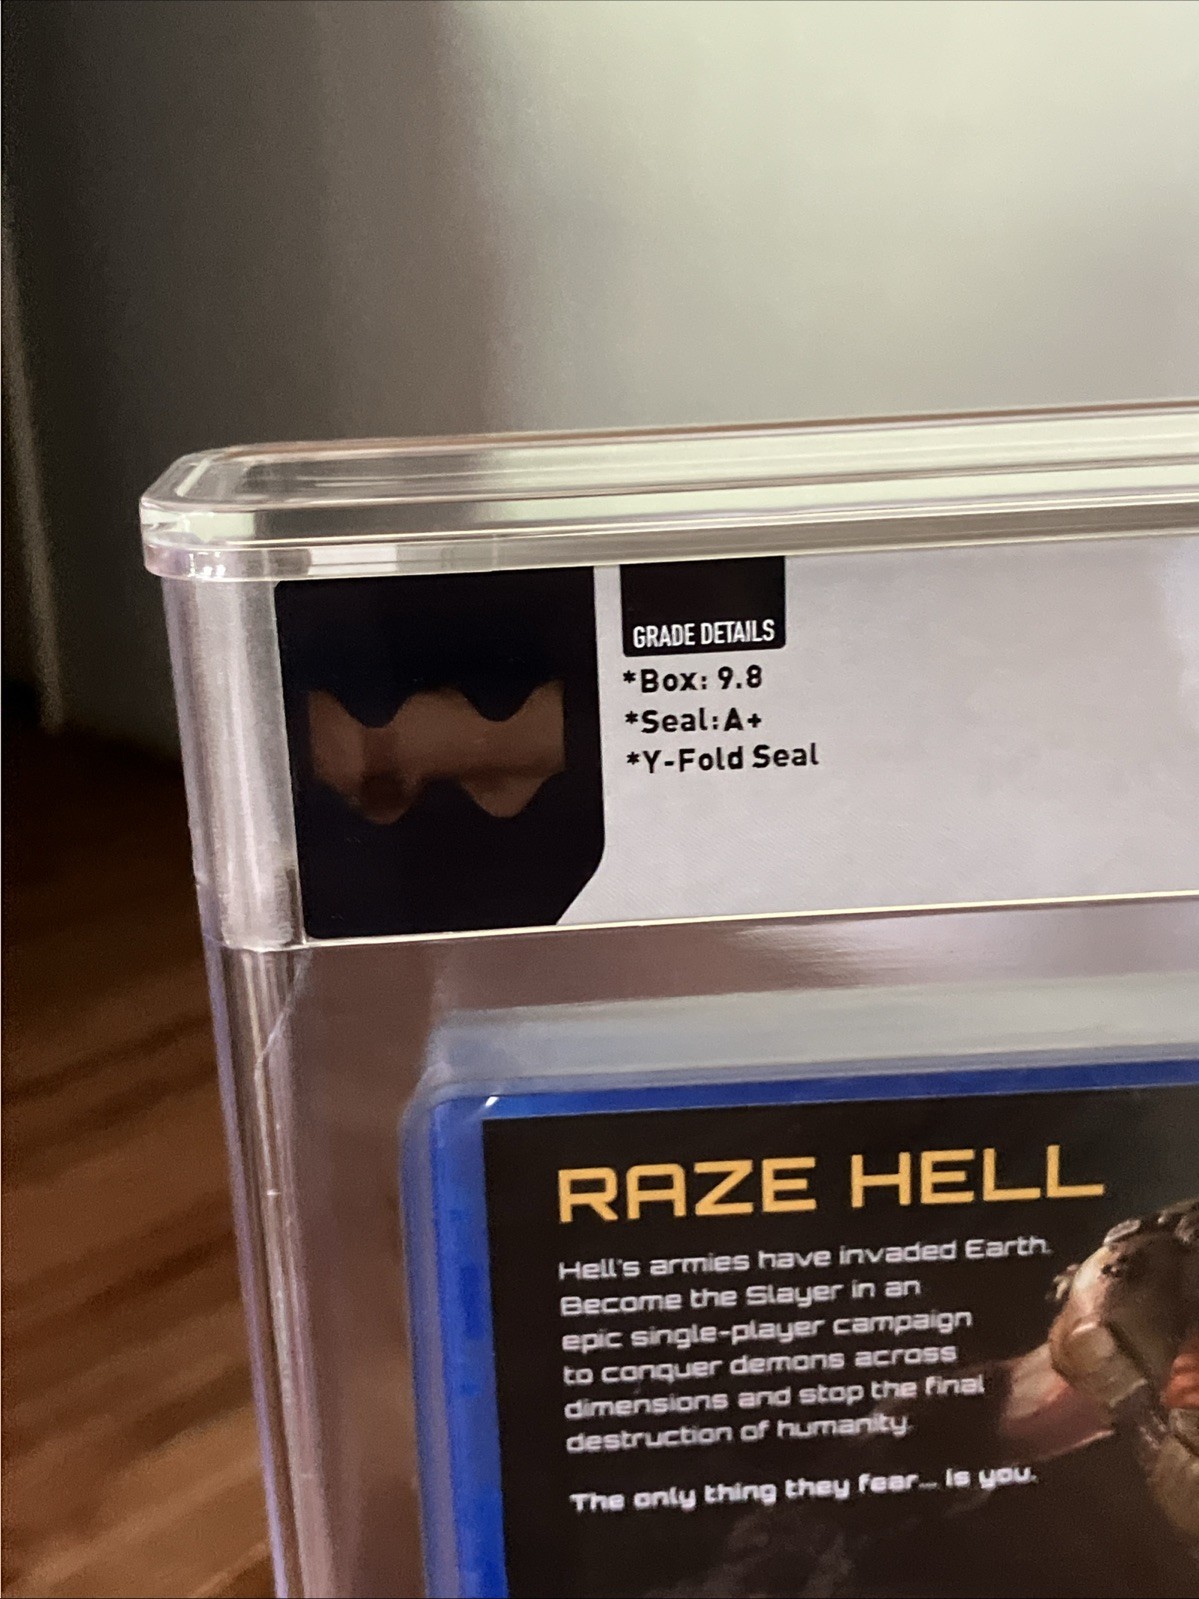 GRADE DETAILS
*Box: 9.8
*Seal: A+
*Y-Fold Seal
RAZE HELL
Hell's armies have invaded Earth.
Become the Slayer in an
epic single-player campaign
to conquer demons across
dimensions and stop the final
destruction of humanity.
The only thing they fear... is you.